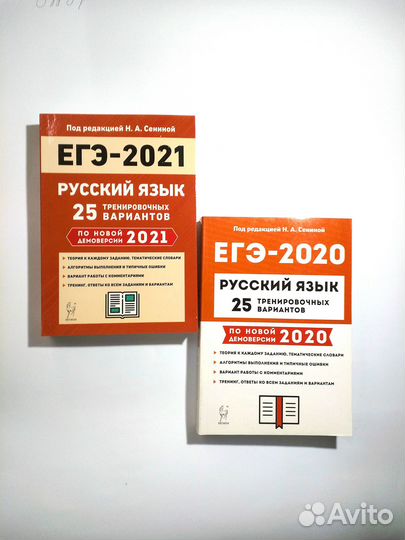 Под редакцией Н. А. Сениной
ЕГЭ-2021
РУССКИЙ ЯЗЫК
25 ТРЕНИРОВОЧНЫХ
ВАРИАНТОВ
ПО НОВОЙ
ДЕМОВЕРСИИ 2021
ТЕОРИЯ К КАЖДОМУ ЗАДАНИЮ, ТЕМАТИЧЕСКИЕ СЛОВАРИ
АЛГОРИТМЫ ВЫПОЛНЕНИЯ И ТИПИЧНЫЕ ОШИБКИ
ВАРИАНТ РАБОТЫ С КОММЕНТАРИЯМИ
ТРЕНИНГ, ОТВЕТЫ КО ВСЕМ ЗАДАНИЯМ И ВАРИАНТАМ
Под редакцией Н. А. Сениной
ЕГЭ-2020
РУССКИЙ ЯЗЫК
25 ТРЕНИРОВОЧНЫХ
ВАРИАНТОВ
ПО НОВОЙ
ДЕМОВЕРСИИ 2020
ТЕОРИЯ К КАЖДОМУ ЗАДАНИЮ, ТЕМАТИЧЕСКИЕ СЛОВАРИ
АЛГОРИТМЫ ВЫПОЛНЕНИЯ И ТИПИЧНЫЕ ОШИБКИ
ВАРИАНТ РАБОТЫ С КОММЕНТАРИЯМИ
ТРЕНИНГ, ОТВЕТЫ КО ВСЕМ ЗАДАНИЯМ И ВАРИАНТАМ
Avito